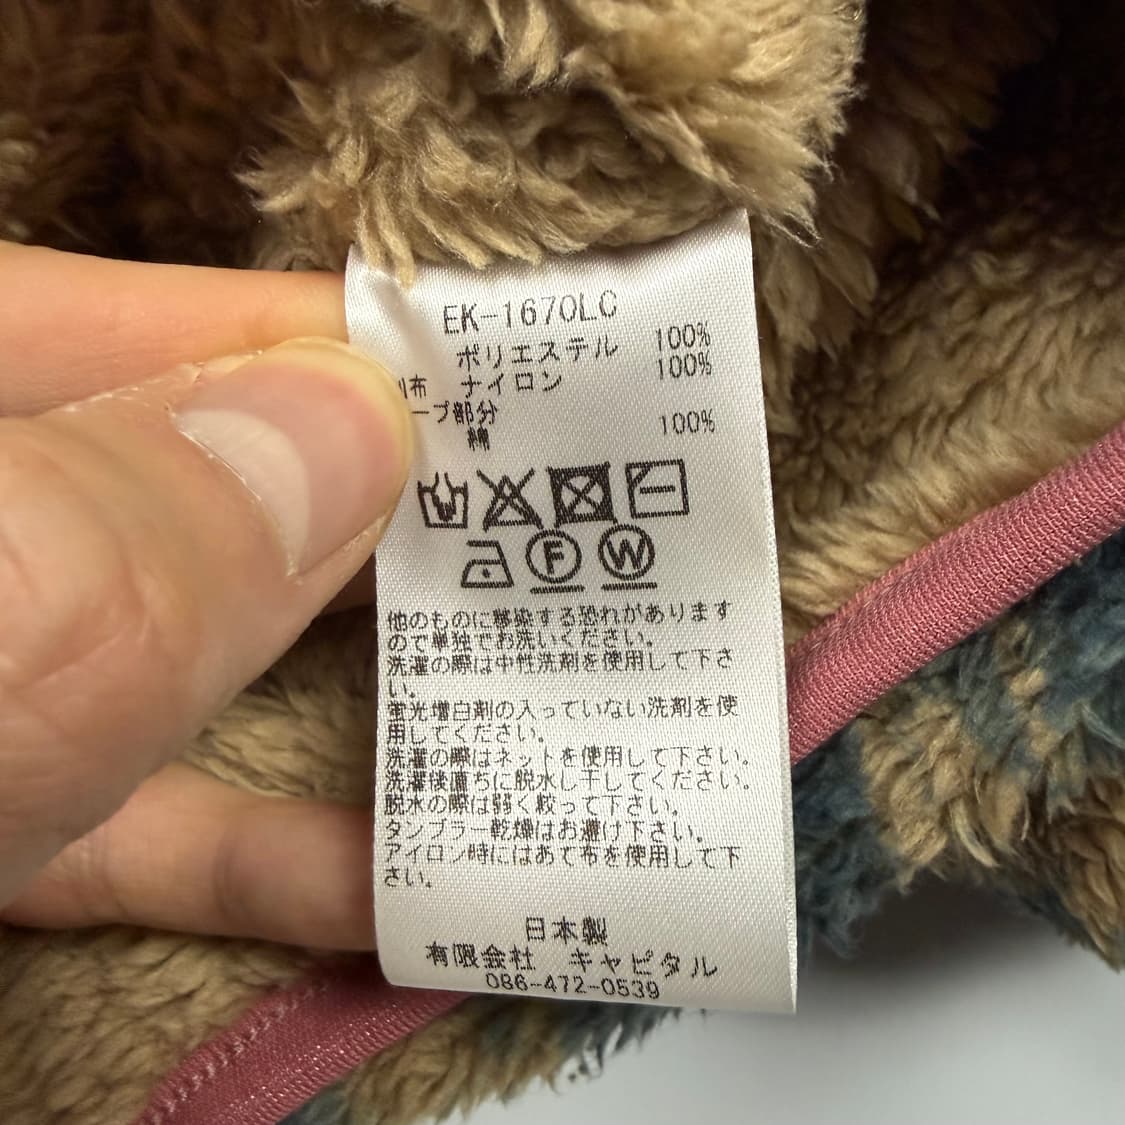 EK-1670LC
ポリエステル 100%
布 ナイロン 100%
ープ部分
綿 100%
F W
他のものに移染する恐れがあります
ので単独でお洗いください。
洗濯の際は中性洗剤を使用して下さ
い。
蛍光増白剤の入っていない洗剤を使
用してください。
洗濯の際はネットを使用して下さい。
洗濯後直ちに脱水し干してください。
脱水の際は弱く絞って下さい。
タンブラー乾燥はお避け下さい。
アイロン時にはあて布を使用して下
さい。
日本製
有限会社 キャピタル
086-472-0539